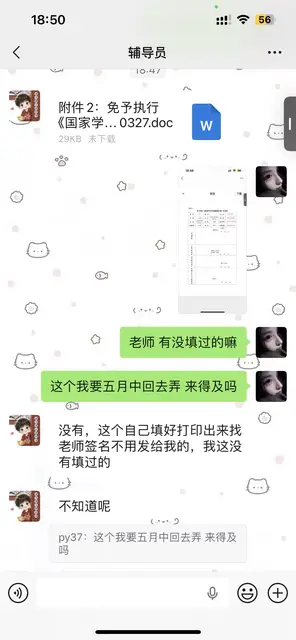 18:50
56
辅导员
18:47
附件2：免予执行
《国家学... 0327.doc
W
29KB 未下载
老师 有没填过的嘛
这个我要五月中回去弄 来得及吗
没有，这个自己填好打印出来找
老师签名不用发给我的，我这没
有填过的
不知道呢
py37：这个我要五月中回去弄 来得及
吗